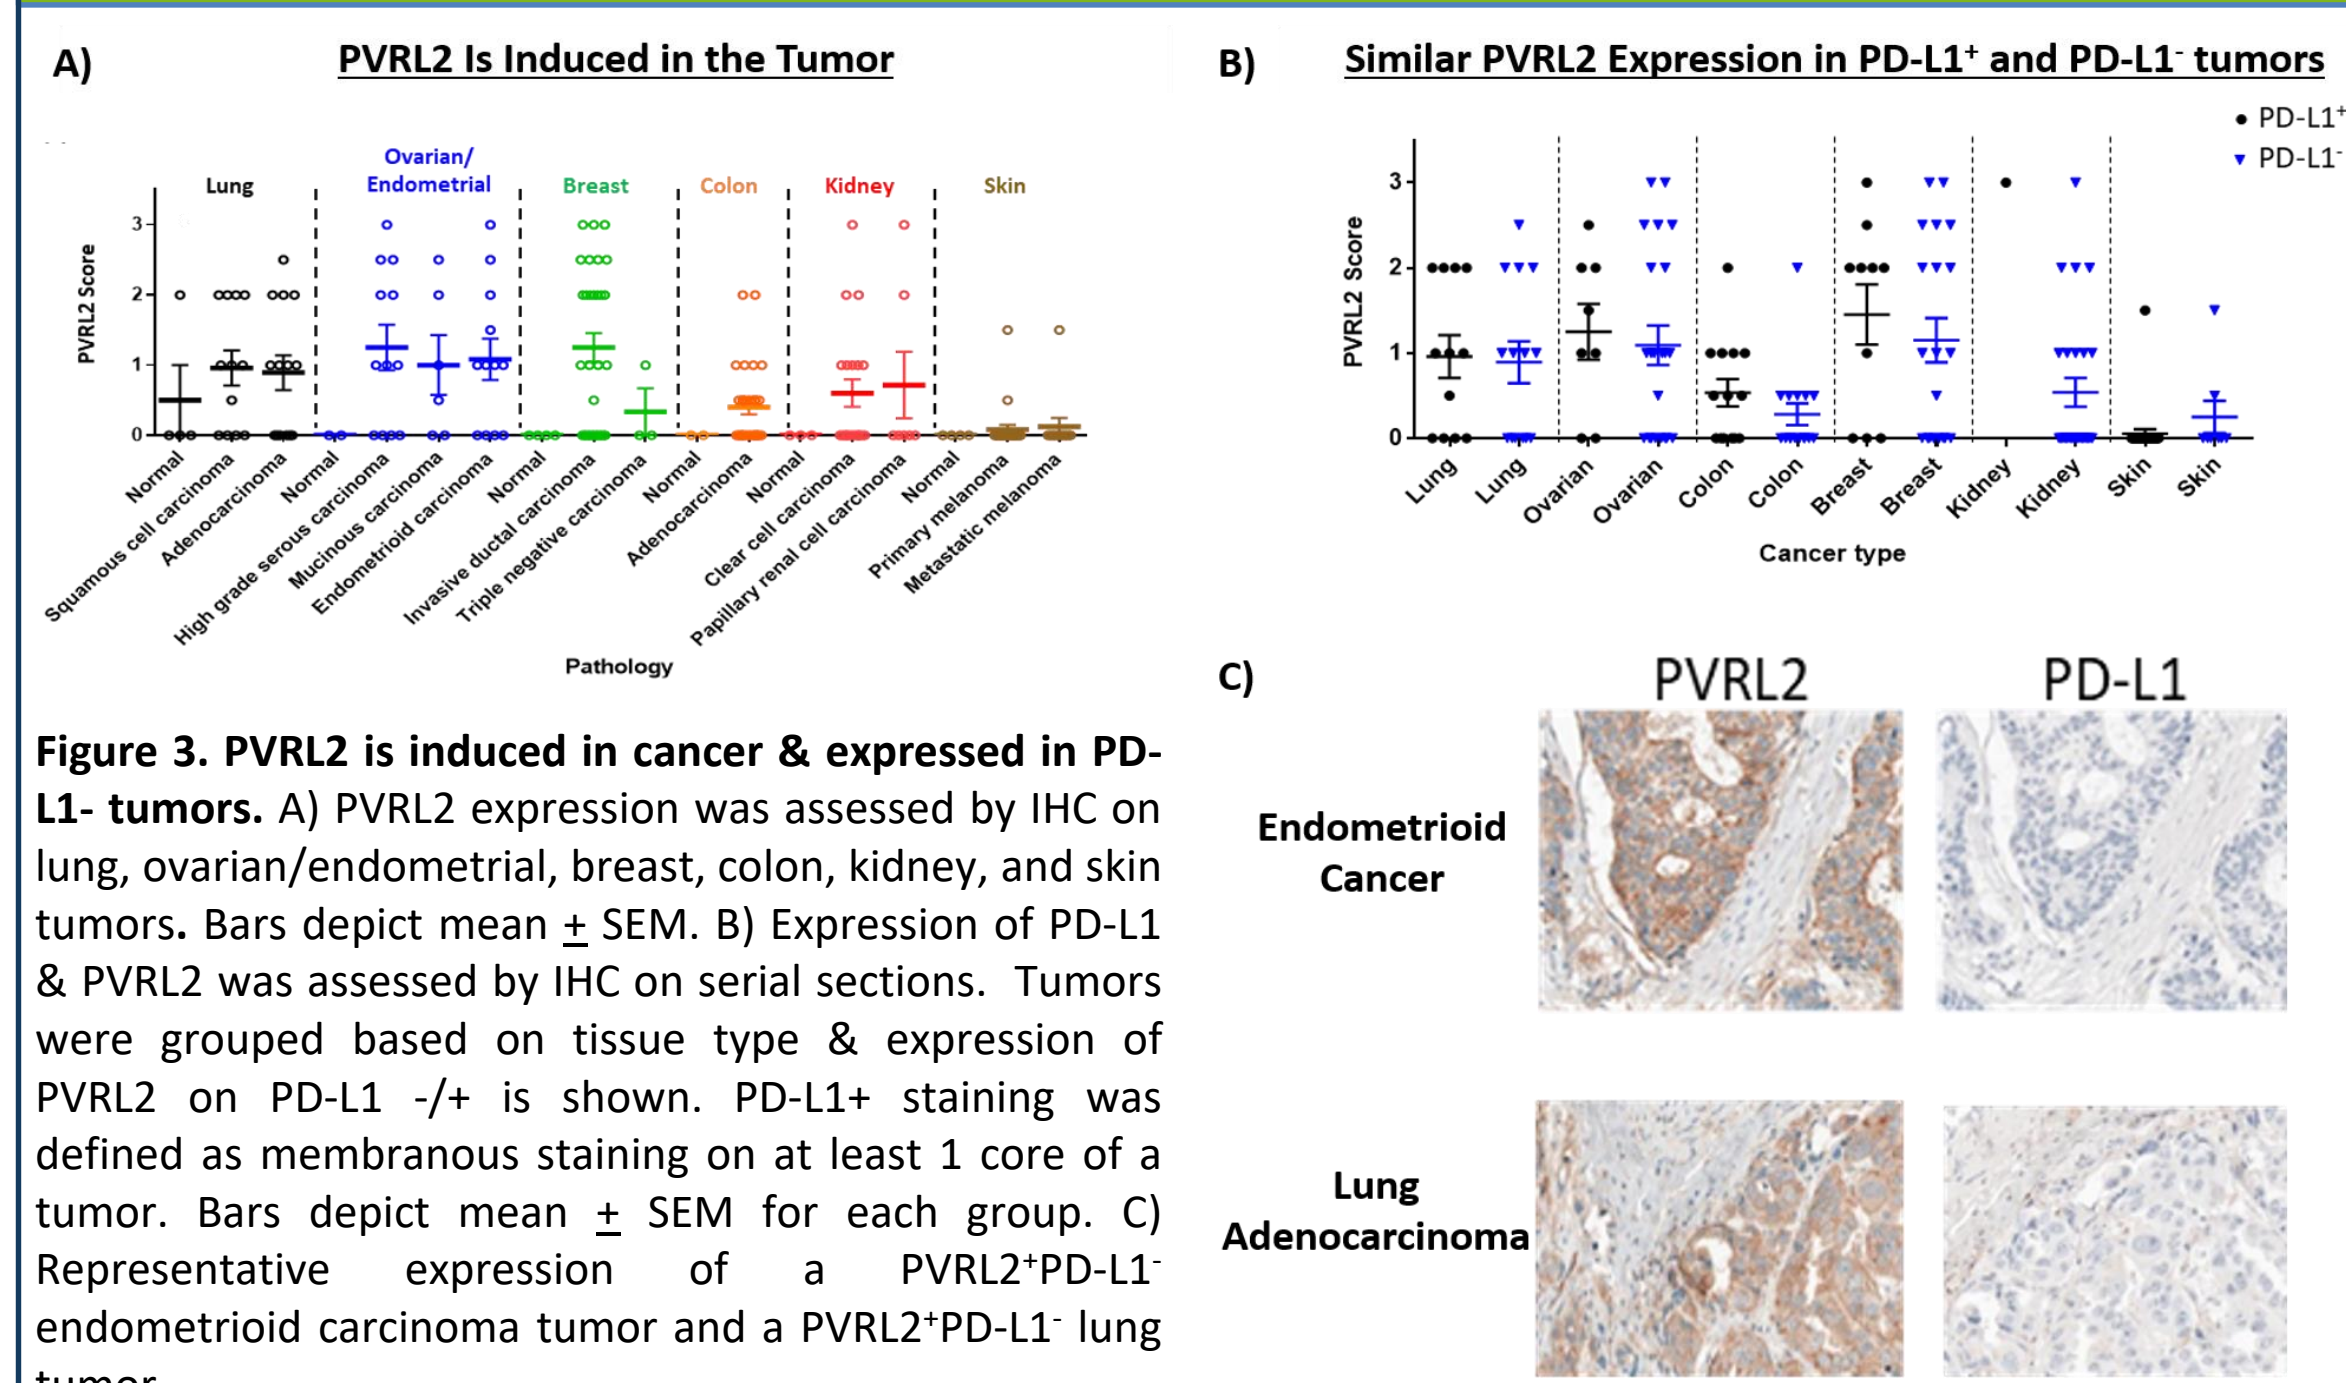 A)
PVRL2 Is Induced in the Tumor
Lung
Ovarian/
Endometrial
Breast
Colon
Kidney
Skin
PVRL2 Score
3
2
1
0
Normal
Squamous cell carcinoma
Adenocarcinoma
Normal
High grade serous carcinoma
Mucinous carcinoma
Endometrioid carcinoma
Normal
Invasive ductal carcinoma
Triple negative carcinoma
Normal
Adenocarcinoma
Normal
Clear cell carcinoma
Papillary renal cell carcinoma
Normal
Primary melanoma
Metastatic melanoma
Pathology
B)
Similar PVRL2 Expression in PD-L1⁺ and PD-L1⁻ tumors
PD-L1⁺
PD-L1⁻
PVRL2 Score
3
2
1
0
Lung
Lung
Ovarian
Ovarian
Colon
Colon
Breast
Breast
Kidney
Kidney
Skin
Skin
Cancer type
C)
PVRL2
PD-L1
Endometrioid
Cancer
Lung
Adenocarcinoma
Figure 3. PVRL2 is induced in cancer & expressed in PD-
L1- tumors. A) PVRL2 expression was assessed by IHC on
lung, ovarian/endometrial, breast, colon, kidney, and skin
tumors. Bars depict mean ± SEM. B) Expression of PD-L1
& PVRL2 was assessed by IHC on serial sections. Tumors
were grouped based on tissue type & expression of
PVRL2 on PD-L1 -/+ is shown. PD-L1+ staining was
defined as membranous staining on at least 1 core of a
tumor. Bars depict mean ± SEM for each group. C)
Representative expression of a PVRL2⁺PD-L1⁻
endometrioid carcinoma tumor and a PVRL2⁺PD-L1⁻ lung
tumor